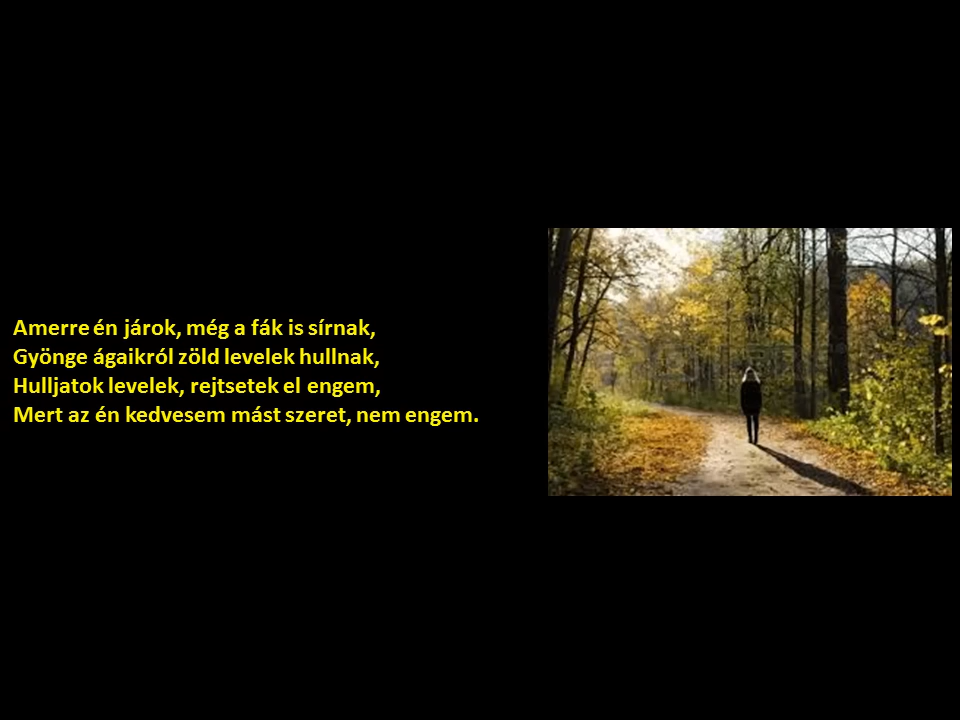 Amerre én járok, még a fák is sírnak,
Gyönge ágaikról zöld levelek hullnak,
Hulljatok levelek, rejtsetek el engem,
Mert az én kedvesem mást szeret, nem engem.